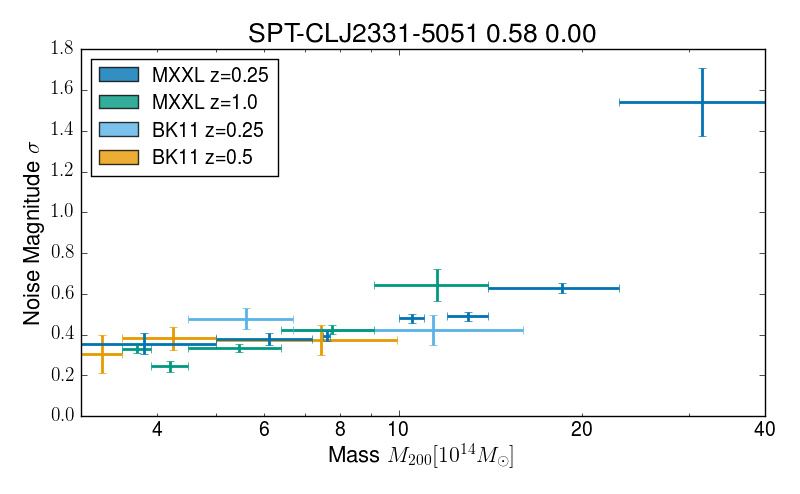 SPT-CLJ2331-5051 0.58 0.00
1.8
1.6
1.4
1.2
1.0
0.8
0.6
0.4
0.2
0.0
Noise Magnitude σ
MXXL z=0.25
MXXL z=1.0
BK11 z=0.25
BK11 z=0.5
4 6 8 10 20 40
Mass M₂₀₀[10¹⁴M☉]